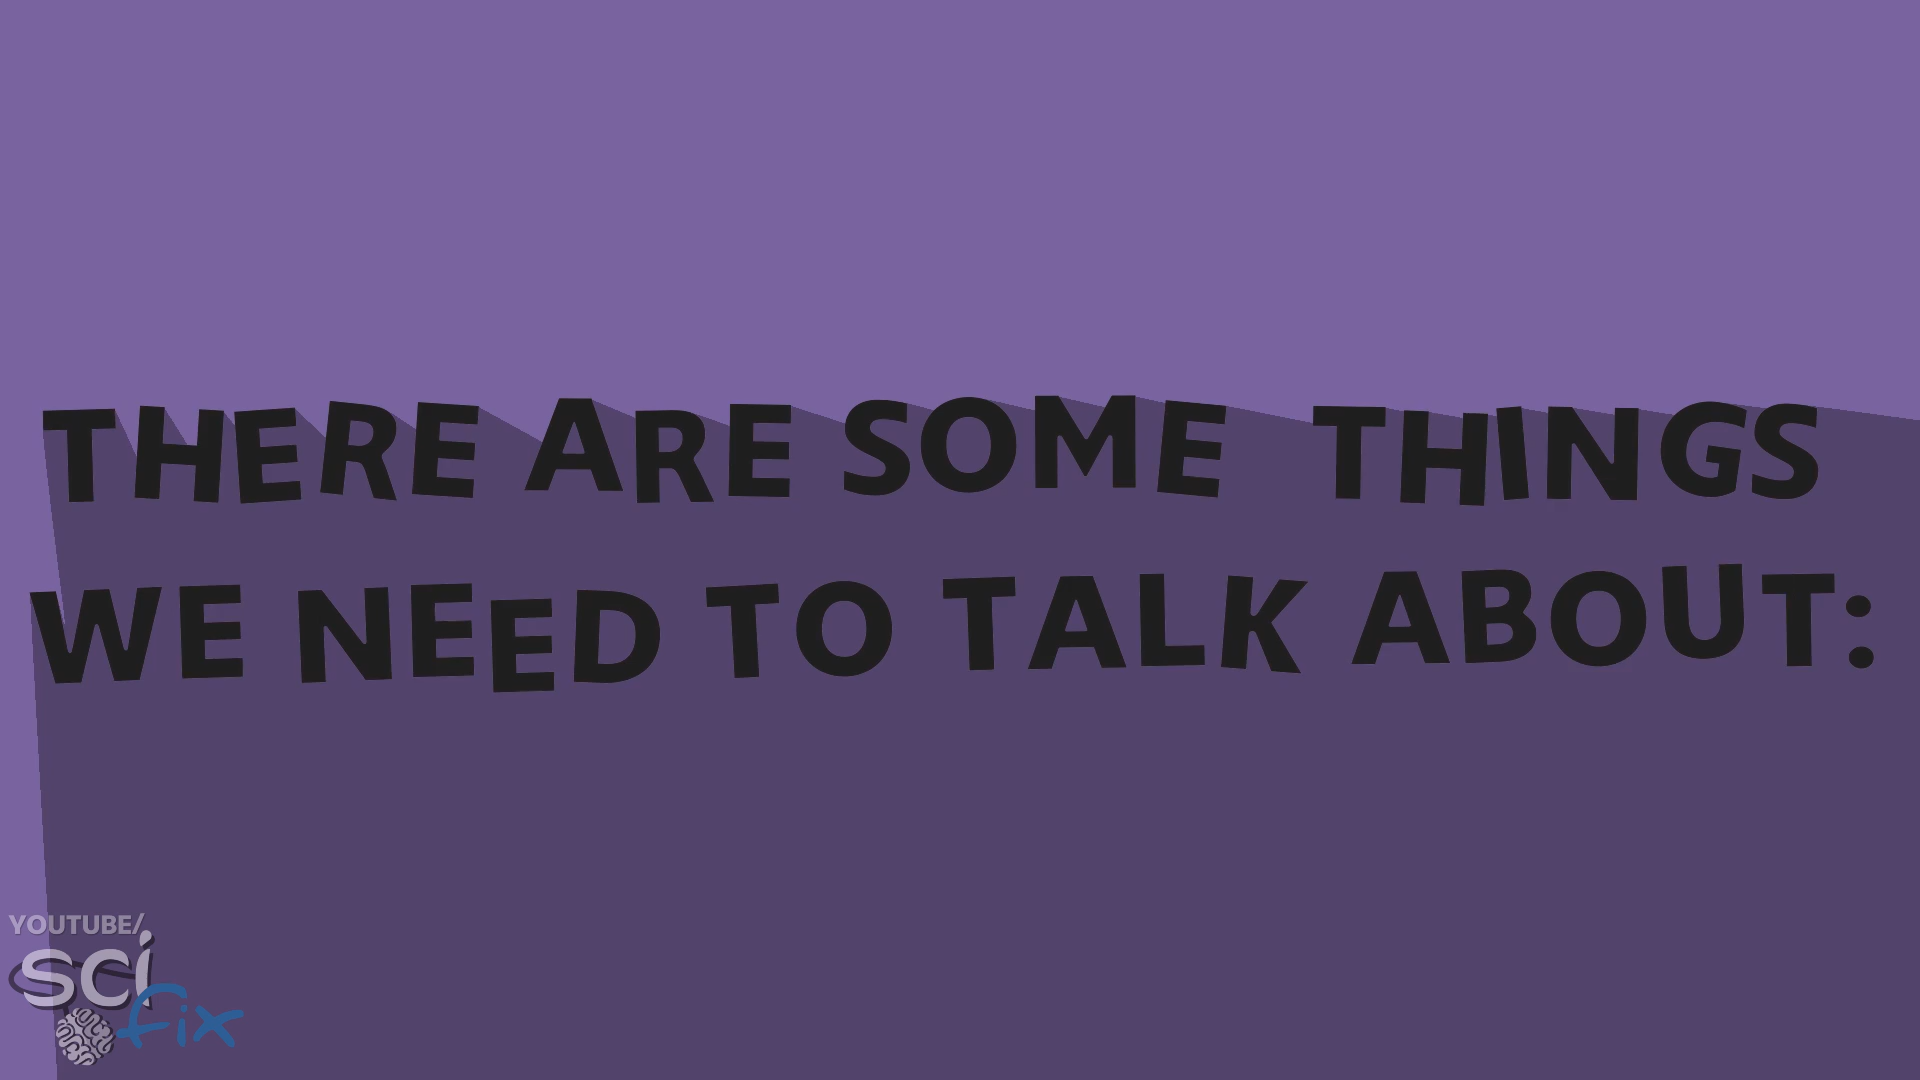 THERE ARE SOME THINGS
WE NEED TO TALK ABOUT:
YOUTUBE/
sci
fix